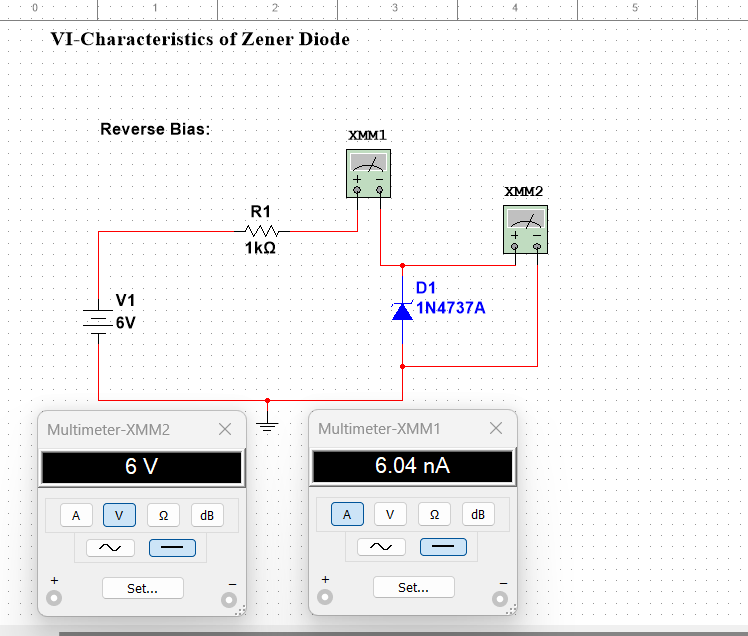 0 1 2 3 4 5
VI-Characteristics of Zener Diode
Reverse Bias:
XMM1
+ −
XMM2
+ −
R1
1kΩ
V1
6V
D1
1N4737A
Multimeter-XMM2
6 V
A V Ω dB
+ −
Set...
Multimeter-XMM1
6.04 nA
A V Ω dB
+ −
Set...